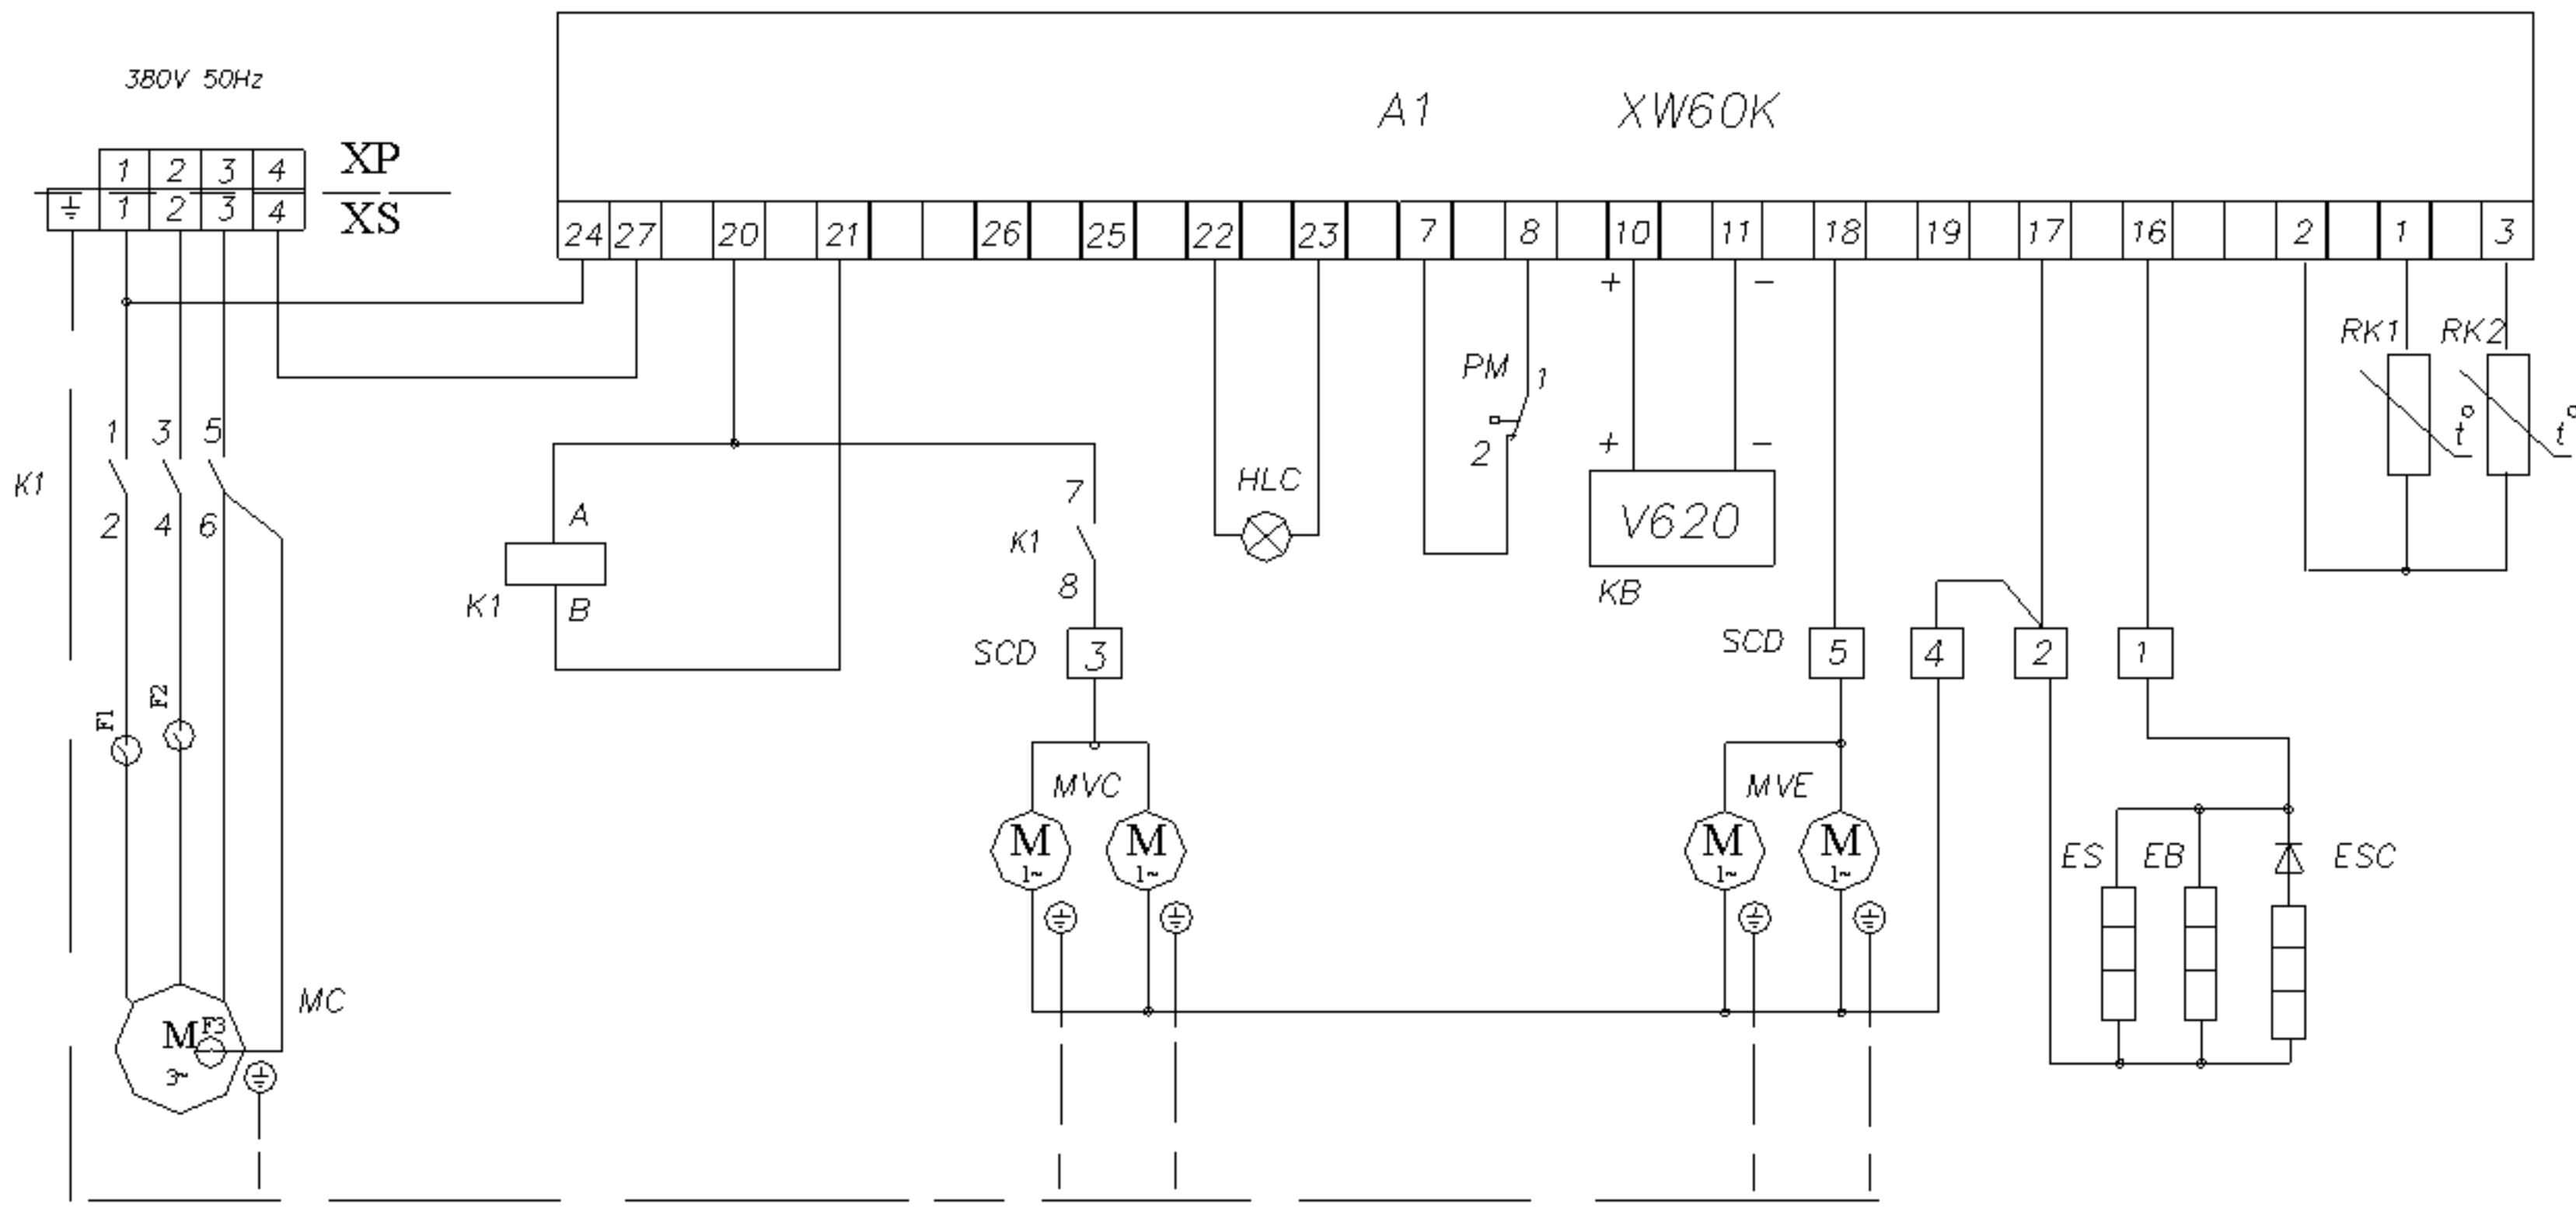 380V 50Hz
A1 XW60K
1 2 3 4 XP
1 2 3 4 XS
24 27 20 21 26 25 22 23 7 8 10 11 18 19 17 16 2 1 3
+ −
RK1 RK2
PM 1
2
t° t°
1 3 5
K1
2 4 6
+ −
HLC
7
A
V620
K1
8
K1 B
KB
SCD 3
SCD 5 4 2 1
F1 F2
MVC
MVE
M 1~ M 1~
M 1~ M 1~
ES EB ESC
MC
M F3
3~